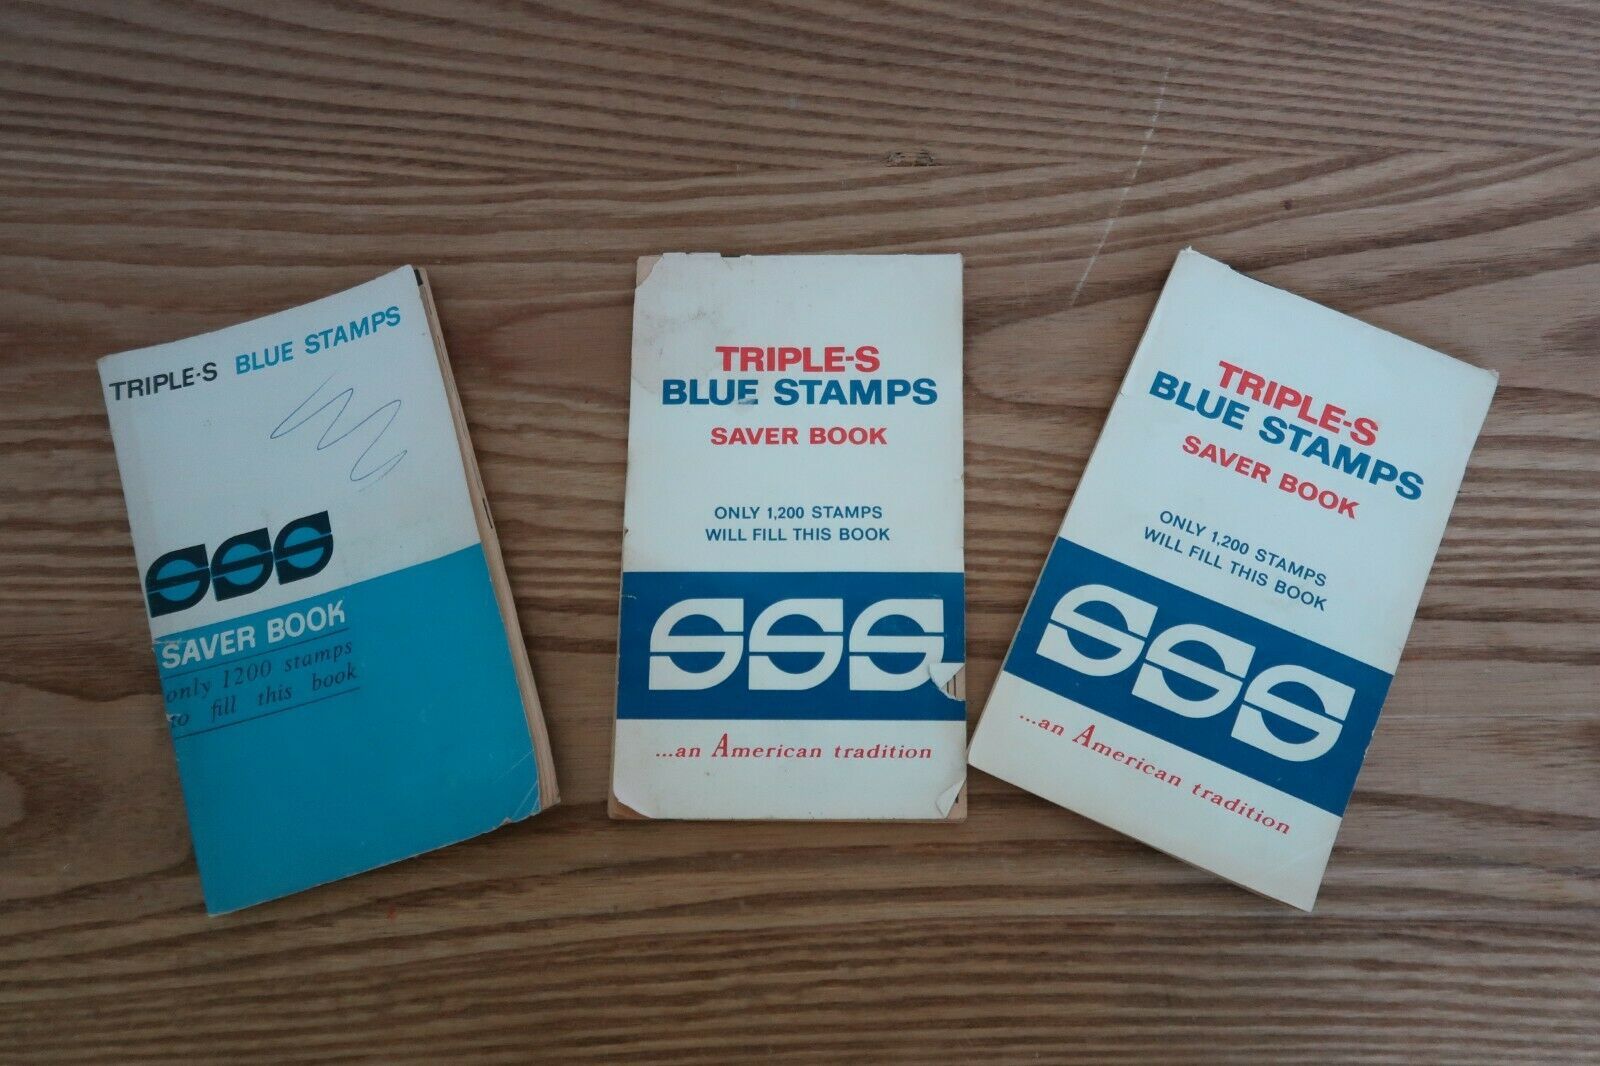 TRIPLE-S BLUE STAMPS
SSS
SAVER BOOK
only 1200 stamps
to fill this book
TRIPLE-S
BLUE STAMPS
SAVER BOOK
ONLY 1,200 STAMPS
WILL FILL THIS BOOK
SSS
...an American tradition
TRIPLE-S
BLUE STAMPS
SAVER BOOK
ONLY 1,200 STAMPS
WILL FILL THIS BOOK
SSS
...an American tradition